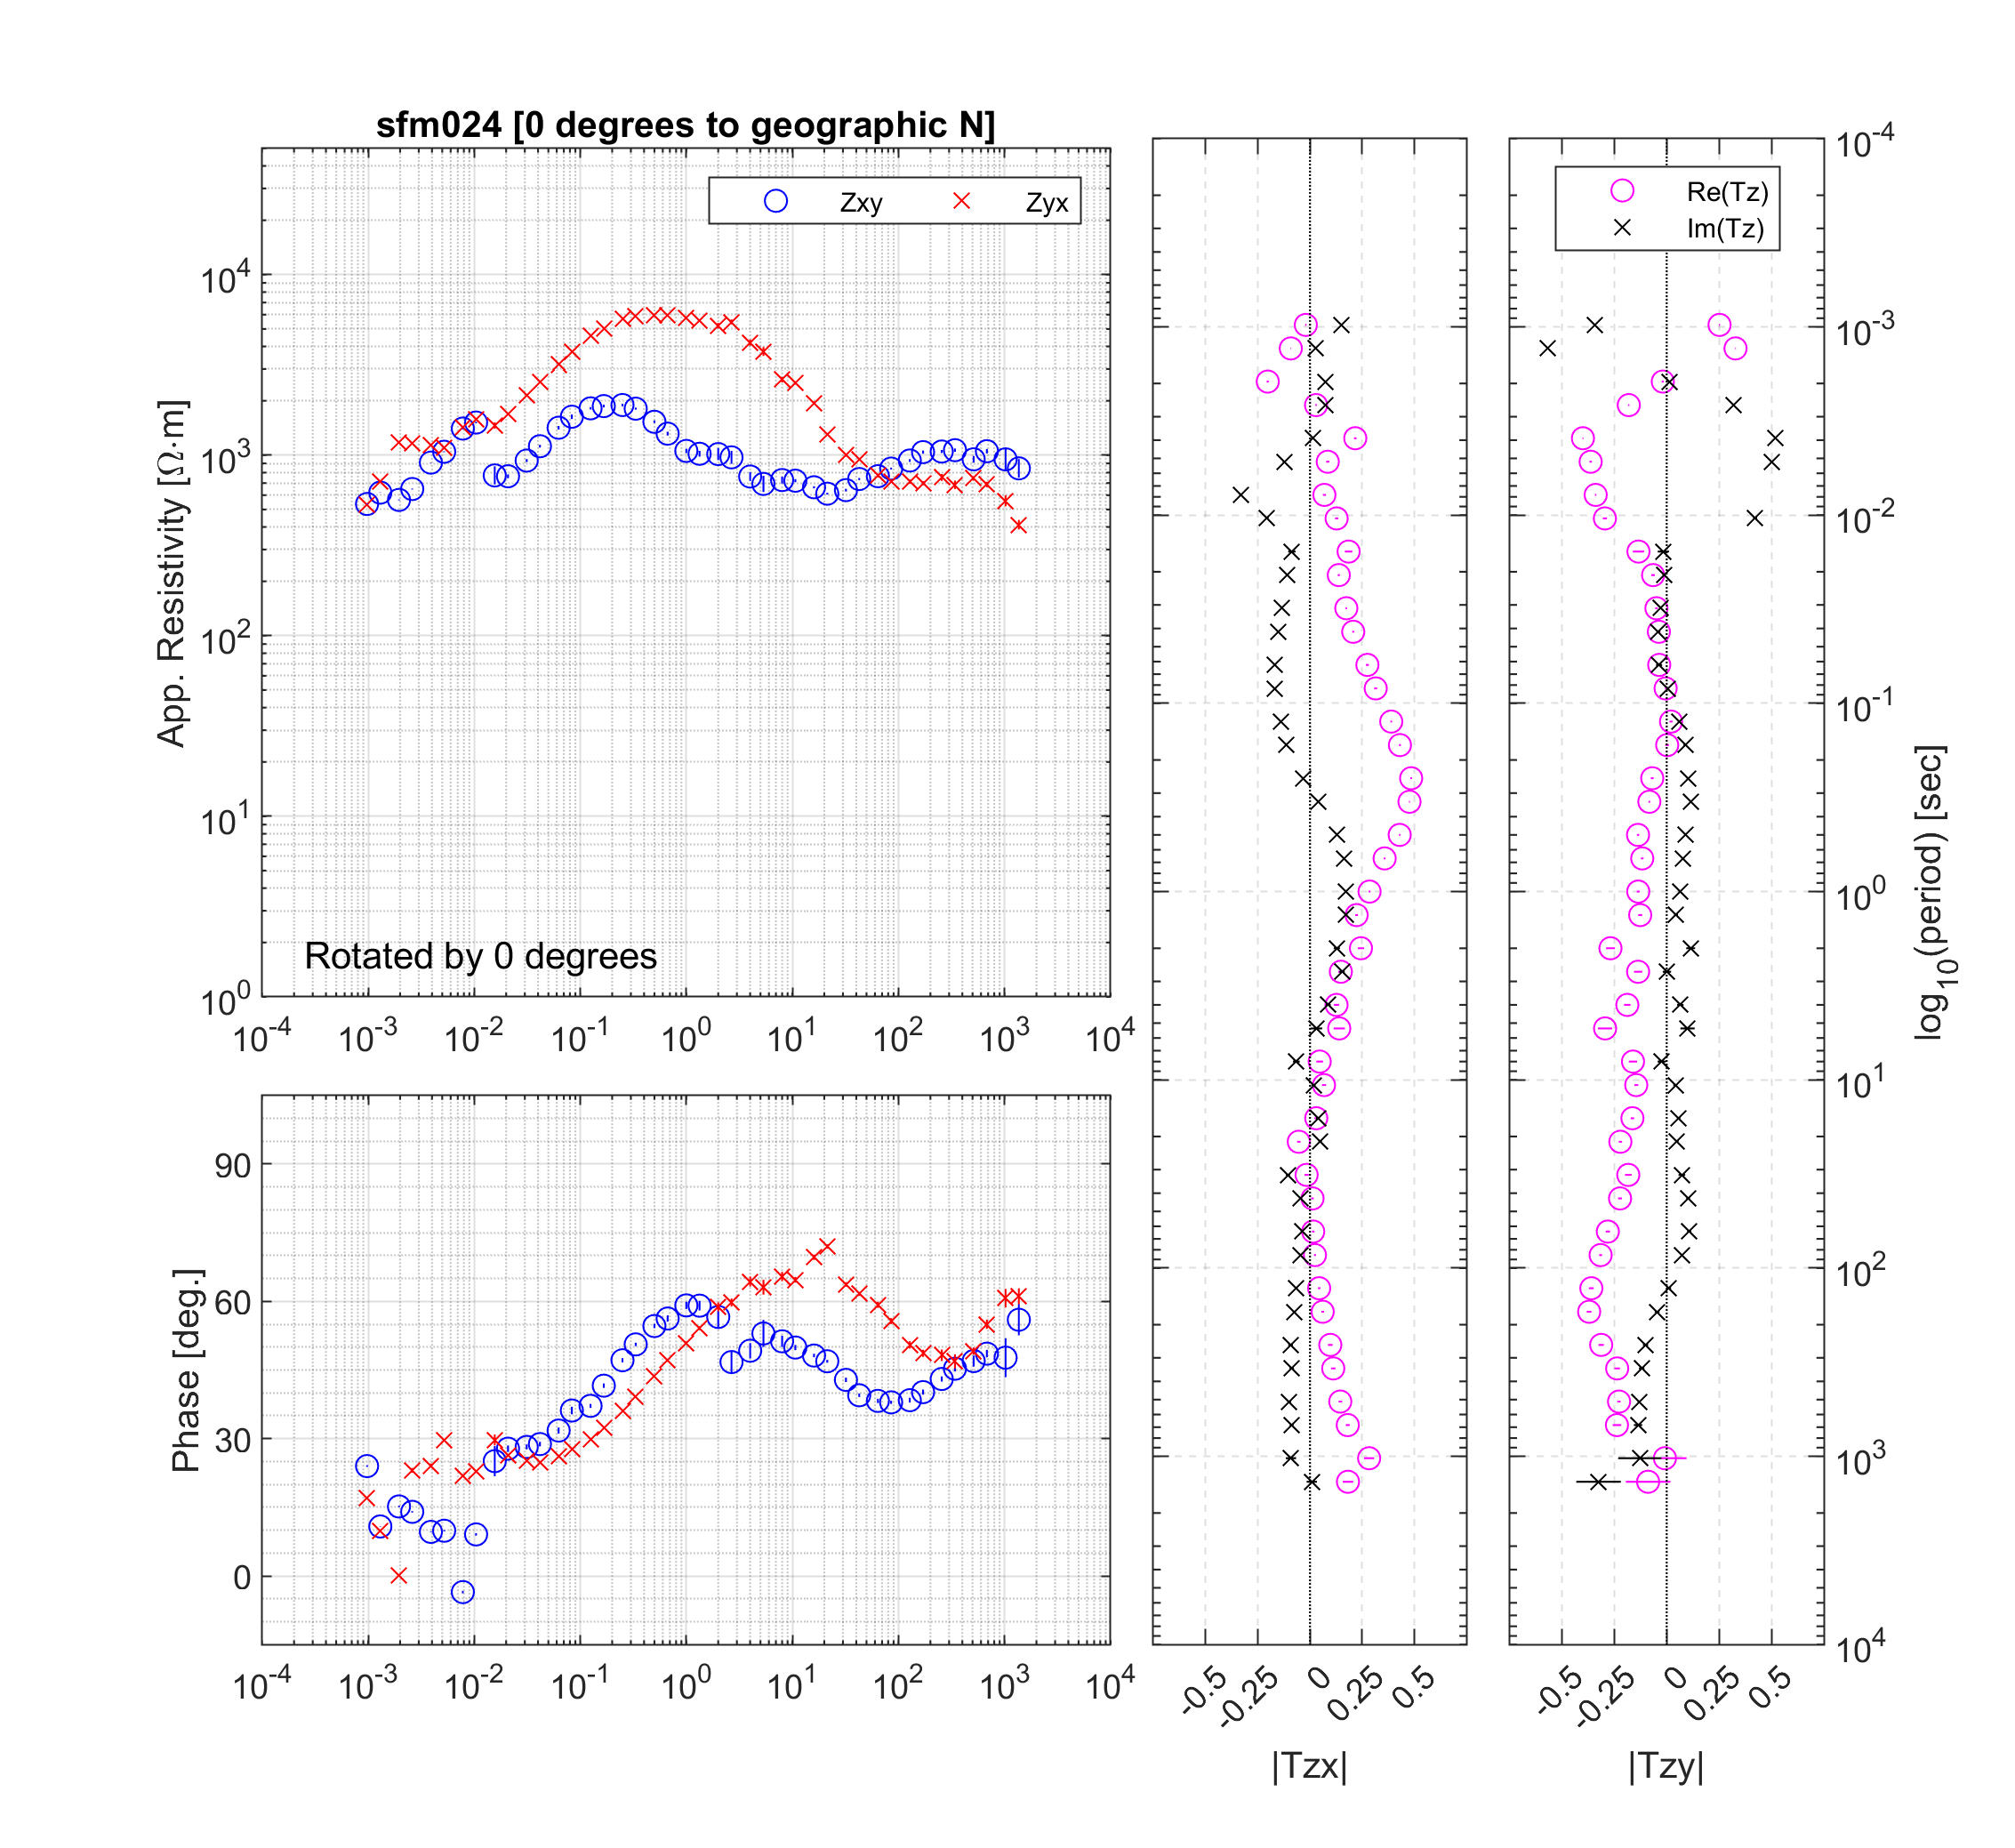 sfm024 [0 degrees to geographic N]
Zxy Zyx
App. Resistivity [Ω·m]
10^4
10^3
10^2
10^1
10^0
Rotated by 0 degrees
10^-4 10^-3 10^-2 10^-1 10^0 10^1 10^2 10^3 10^4
Phase [deg.]
90
60
30
0
10^-4 10^-3 10^-2 10^-1 10^0 10^1 10^2 10^3 10^4
-0.5 -0.25 0 0.25 0.5
|Tzx|
Re(Tz)
Im(Tz)
-0.5 -0.25 0 0.25 0.5
|Tzy|
10^-4
10^-3
10^-2
10^-1
10^0
10^1
10^2
10^3
10^4
log_10(period) [sec]